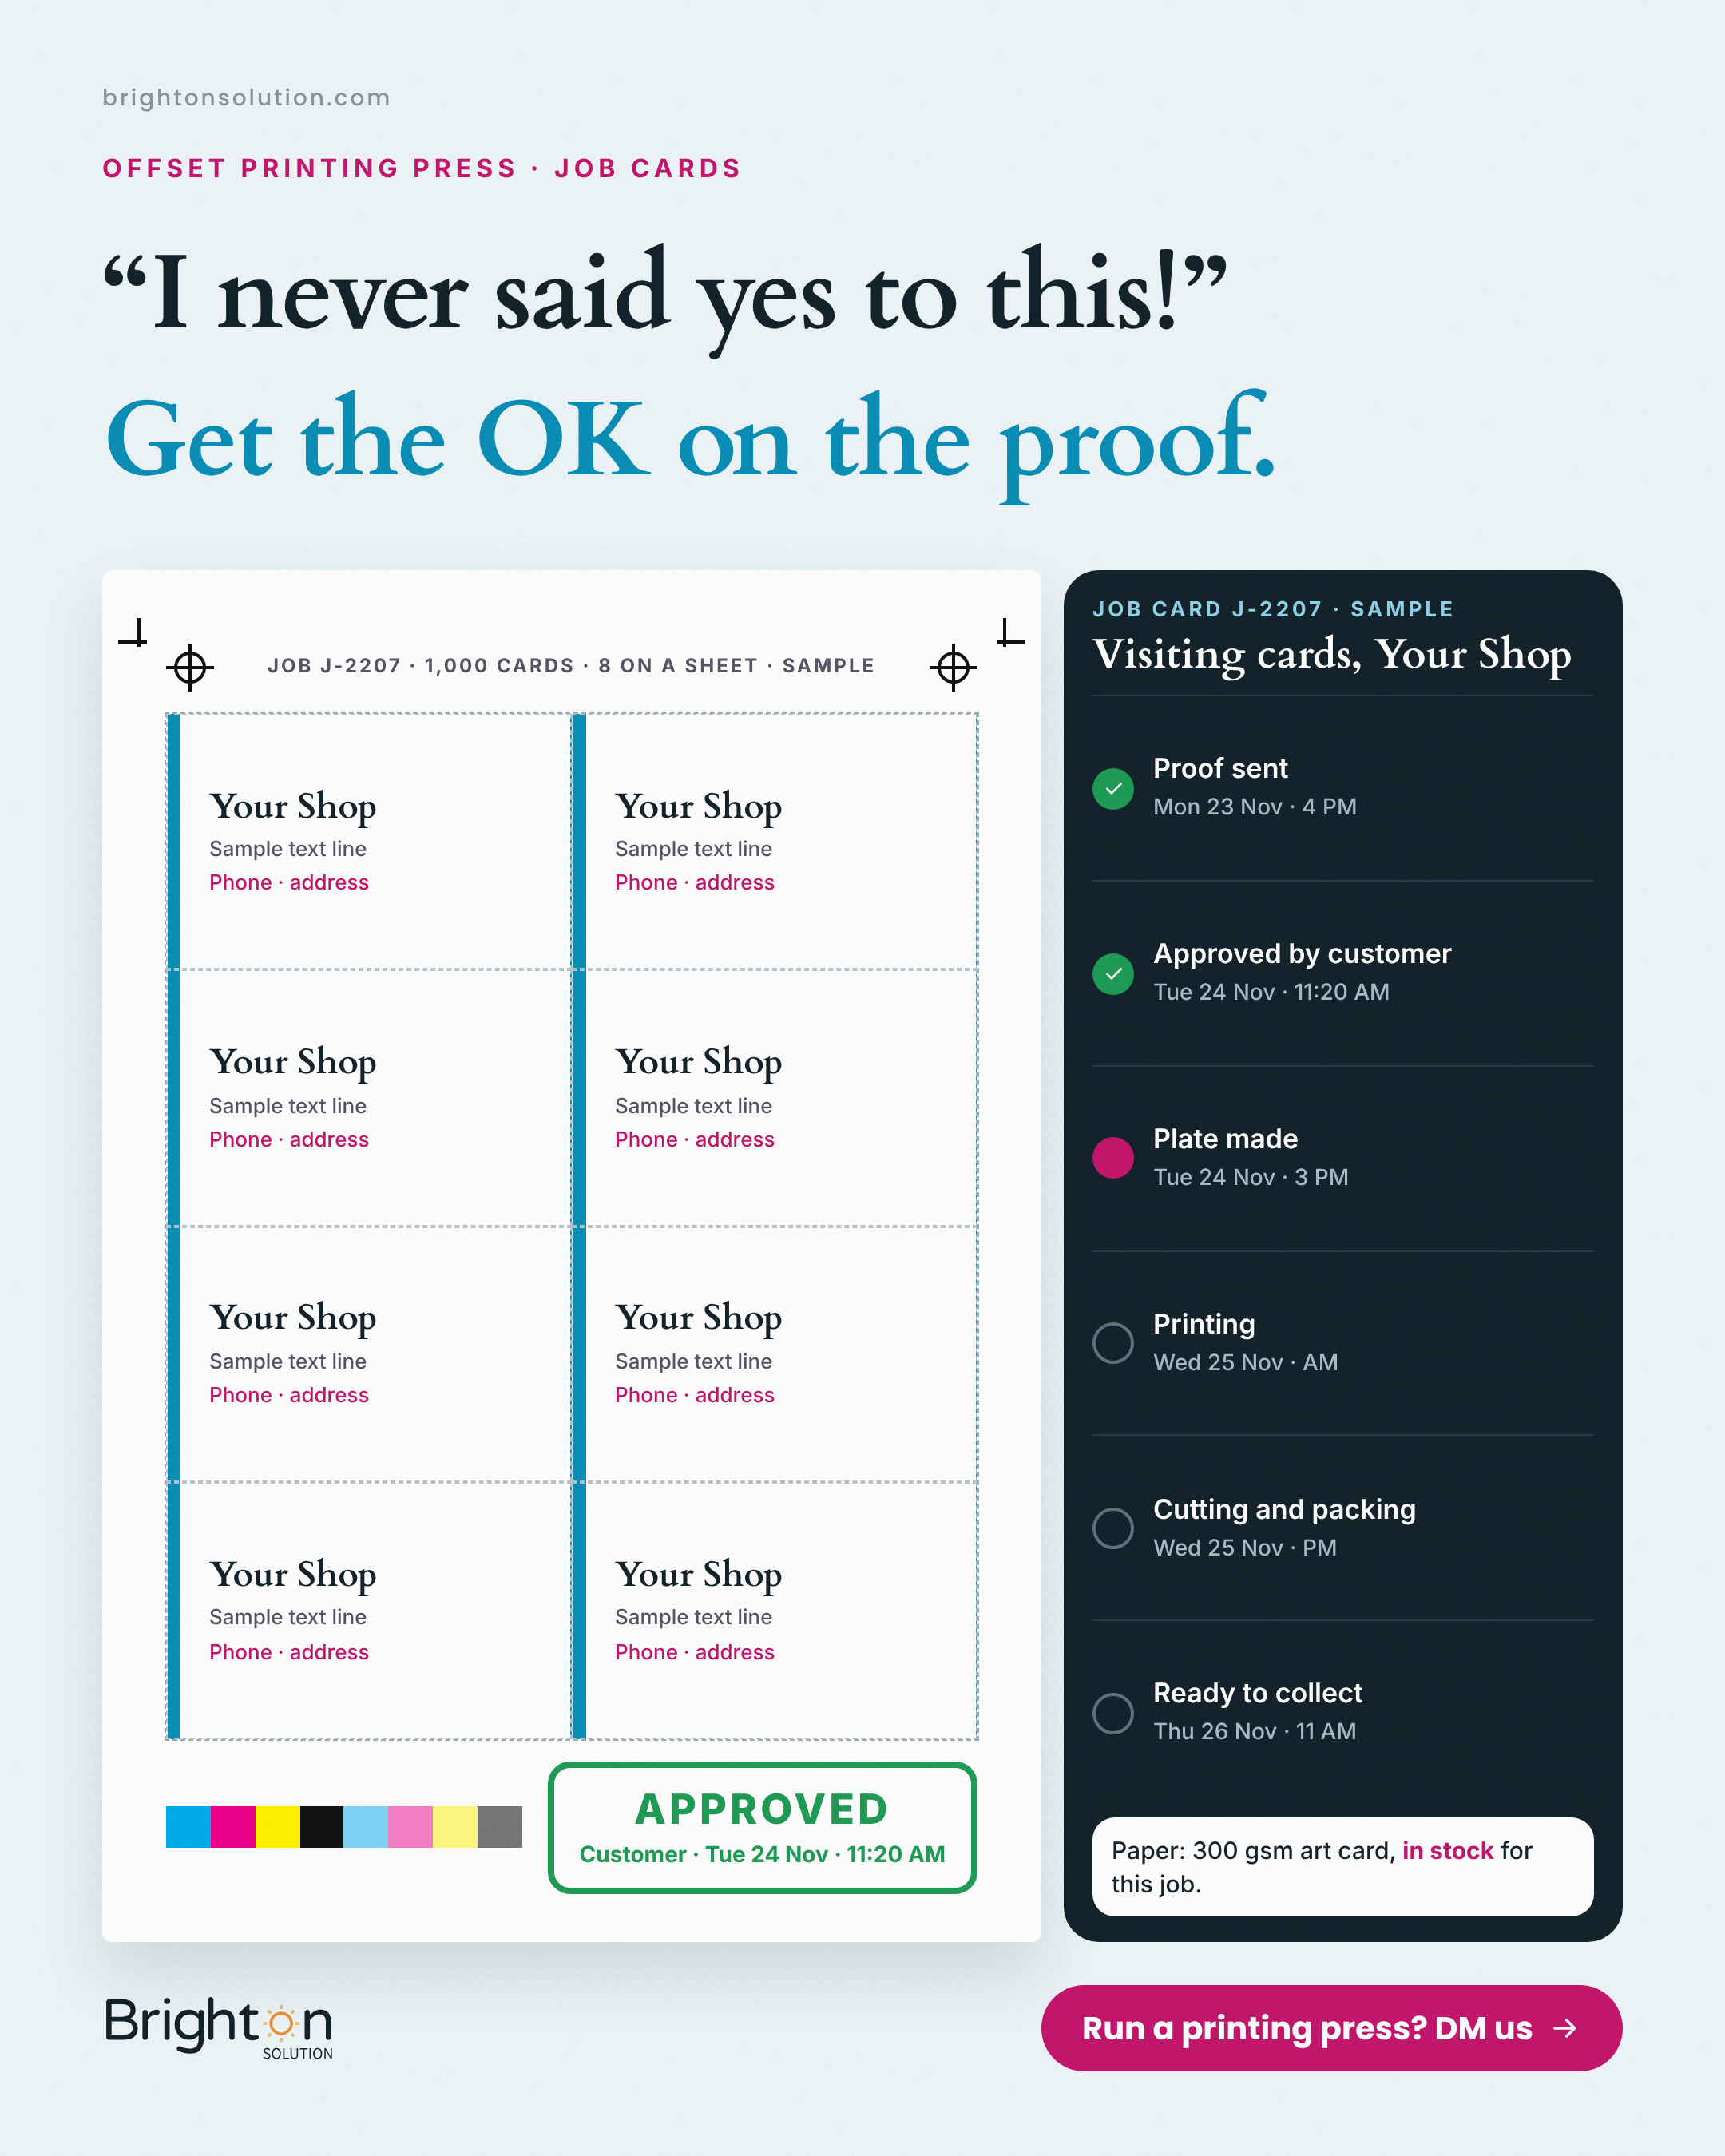 brightonsolution.com
OFFSET PRINTING PRESS · JOB CARDS
“I never said yes to this!”
Get the OK on the proof.
JOB J-2207 · 1,000 CARDS · 8 ON A SHEET · SAMPLE
Your Shop
Sample text line
Phone · address
Your Shop
Sample text line
Phone · address
Your Shop
Sample text line
Phone · address
Your Shop
Sample text line
Phone · address
Your Shop
Sample text line
Phone · address
Your Shop
Sample text line
Phone · address
Your Shop
Sample text line
Phone · address
Your Shop
Sample text line
Phone · address
APPROVED
Customer · Tue 24 Nov · 11:20 AM
JOB CARD J-2207 · SAMPLE
Visiting cards, Your Shop
Proof sent
Mon 23 Nov · 4 PM
Approved by customer
Tue 24 Nov · 11:20 AM
Plate made
Tue 24 Nov · 3 PM
Printing
Wed 25 Nov · AM
Cutting and packing
Wed 25 Nov · PM
Ready to collect
Thu 26 Nov · 11 AM
Paper: 300 gsm art card, in stock for
this job.
Brighton
SOLUTION
Run a printing press? DM us →